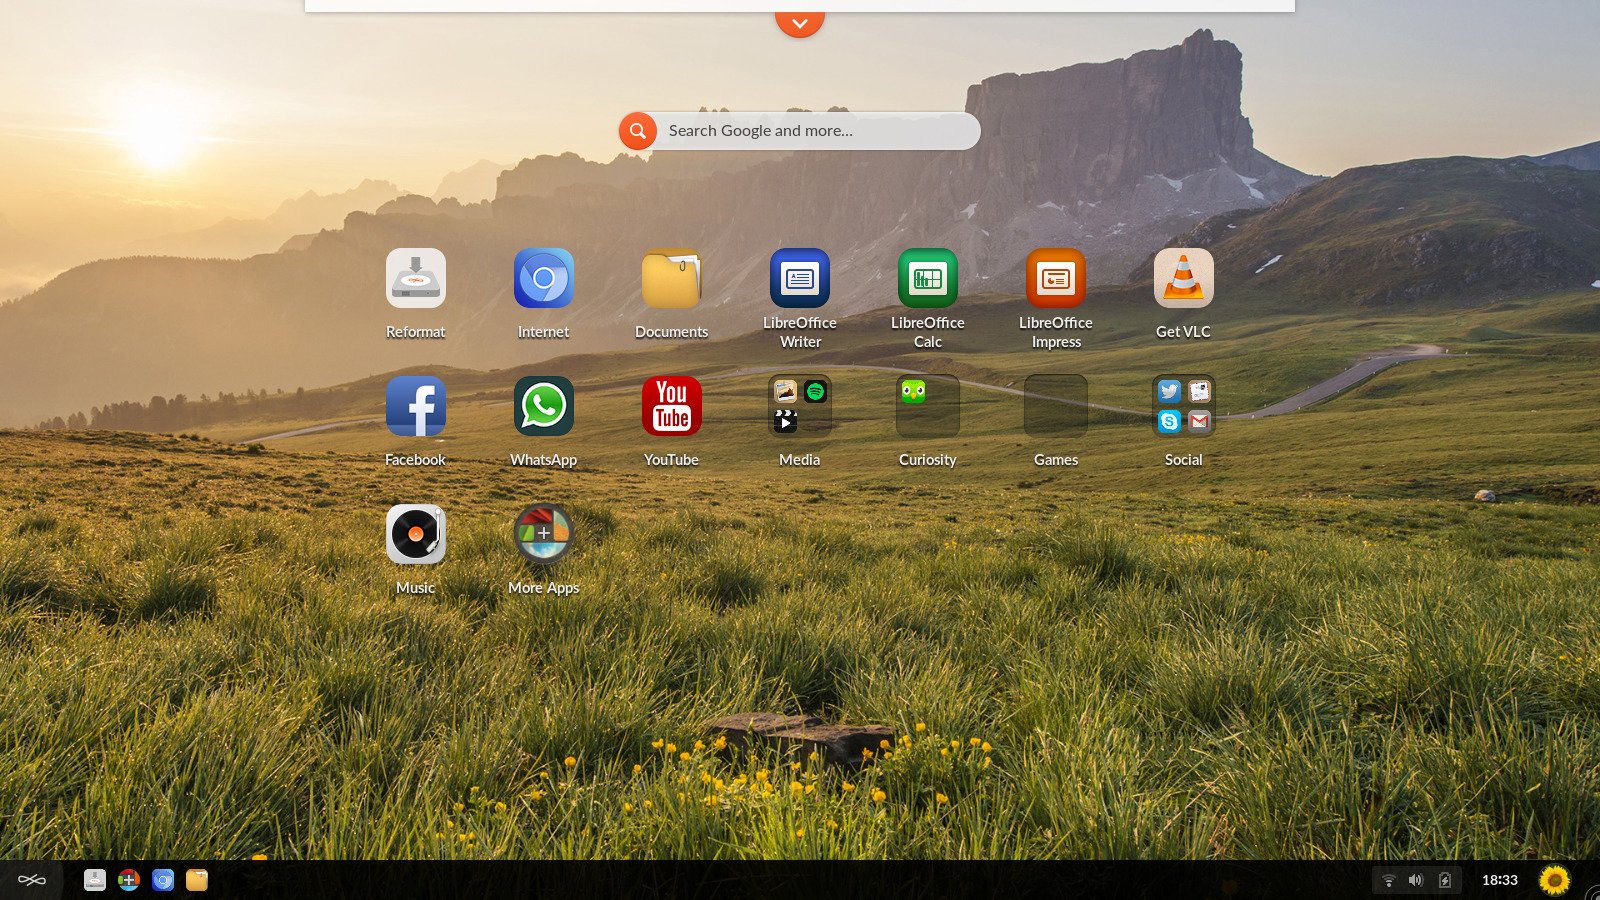 Search Google and more...
Reformat
Internet
Documents
LibreOffice
Writer
LibreOffice
Calc
LibreOffice
Impress
Get VLC
Facebook
WhatsApp
You
Tube
YouTube
Media
Curiosity
Games
Social
Music
More Apps
18:33